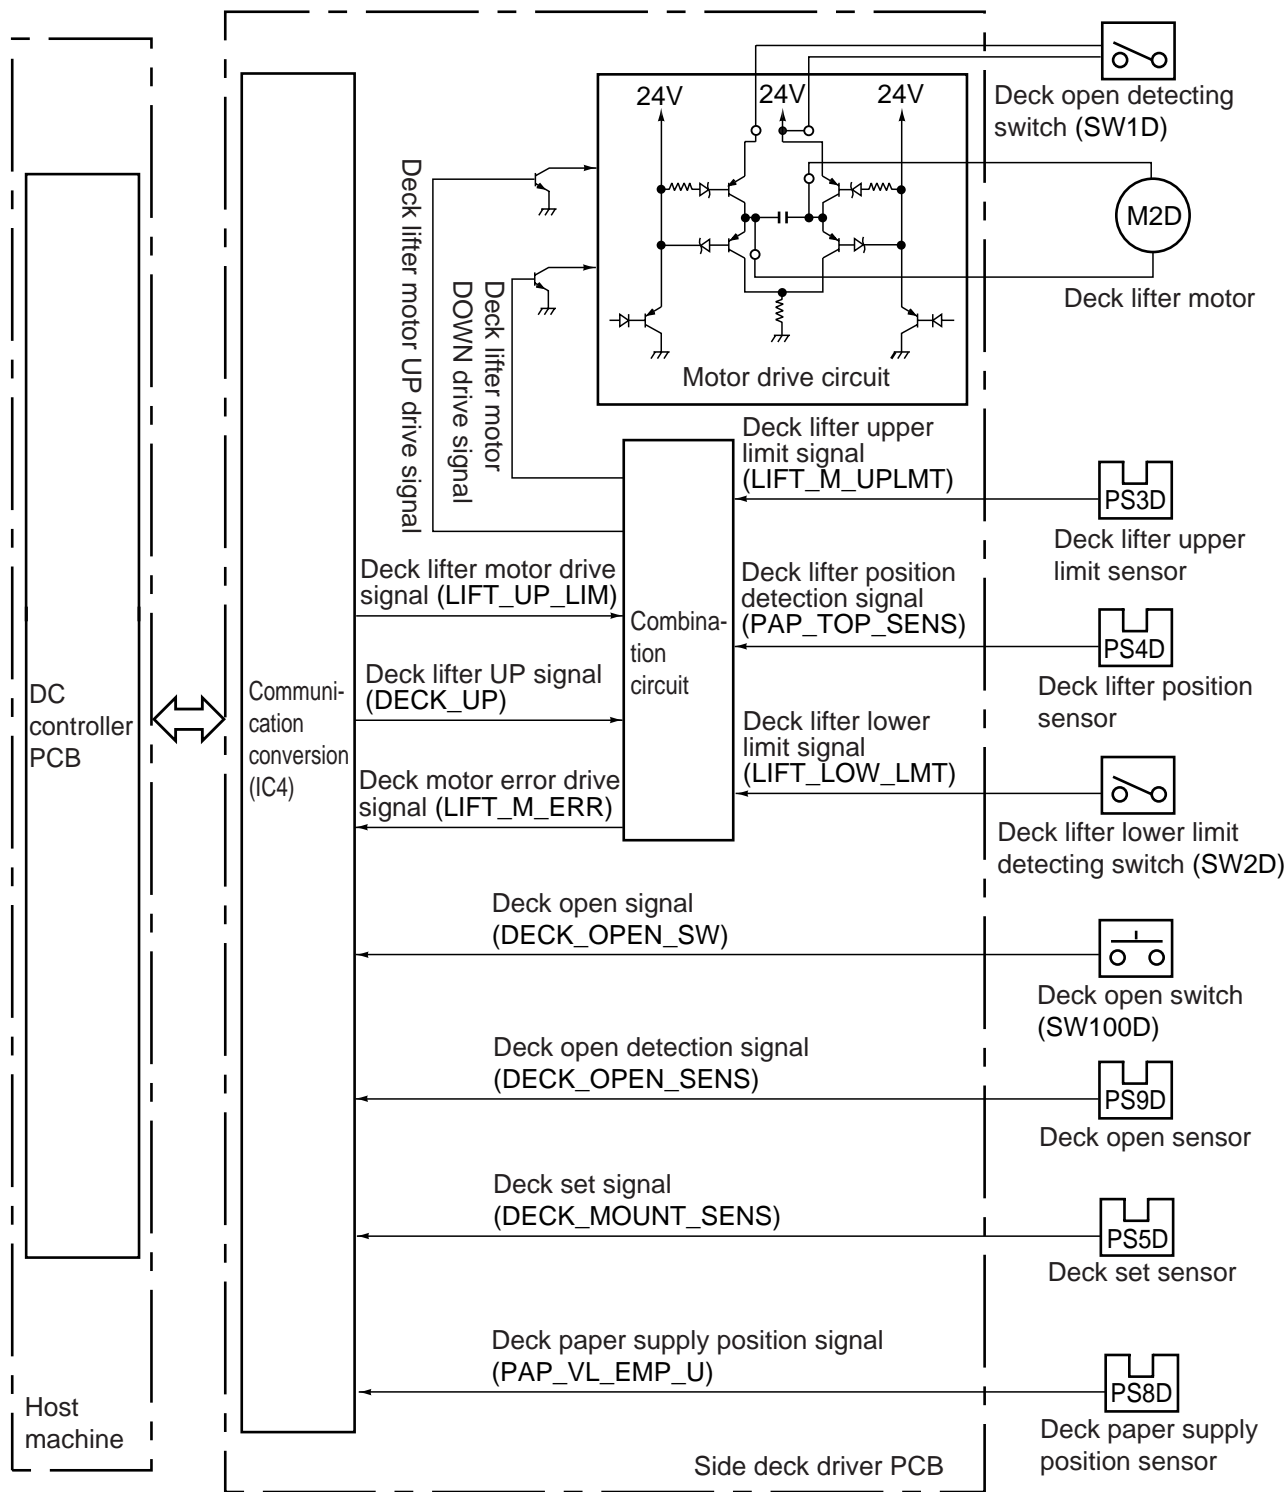 24V
24V
24V
Deck open detecting
switch (SW1D)
M2D
Deck lifter motor
Motor drive circuit
Deck lifter motor UP drive signal
Deck lifter motor
DOWN drive signal
Deck lifter upper
limit signal
(LIFT_M_UPLMT)
PS3D
Deck lifter upper
limit sensor
Deck lifter motor drive
signal (LIFT_UP_LIM)
Deck lifter position
detection signal
(PAP_TOP_SENS)
PS4D
Deck lifter position
sensor
Combina-
tion
circuit
Deck lifter UP signal
(DECK_UP)
DC
controller
PCB
Communi-
cation
conversion
(IC4)
Deck lifter lower
limit signal
(LIFT_LOW_LMT)
Deck motor error drive
signal (LIFT_M_ERR)
Deck lifter lower limit
detecting switch (SW2D)
Deck open signal
(DECK_OPEN_SW)
Deck open switch
(SW100D)
Deck open detection signal
(DECK_OPEN_SENS)
PS9D
Deck open sensor
Deck set signal
(DECK_MOUNT_SENS)
PS5D
Deck set sensor
Deck paper supply position signal
(PAP_VL_EMP_U)
PS8D
Deck paper supply
position sensor
Host
machine
Side deck driver PCB